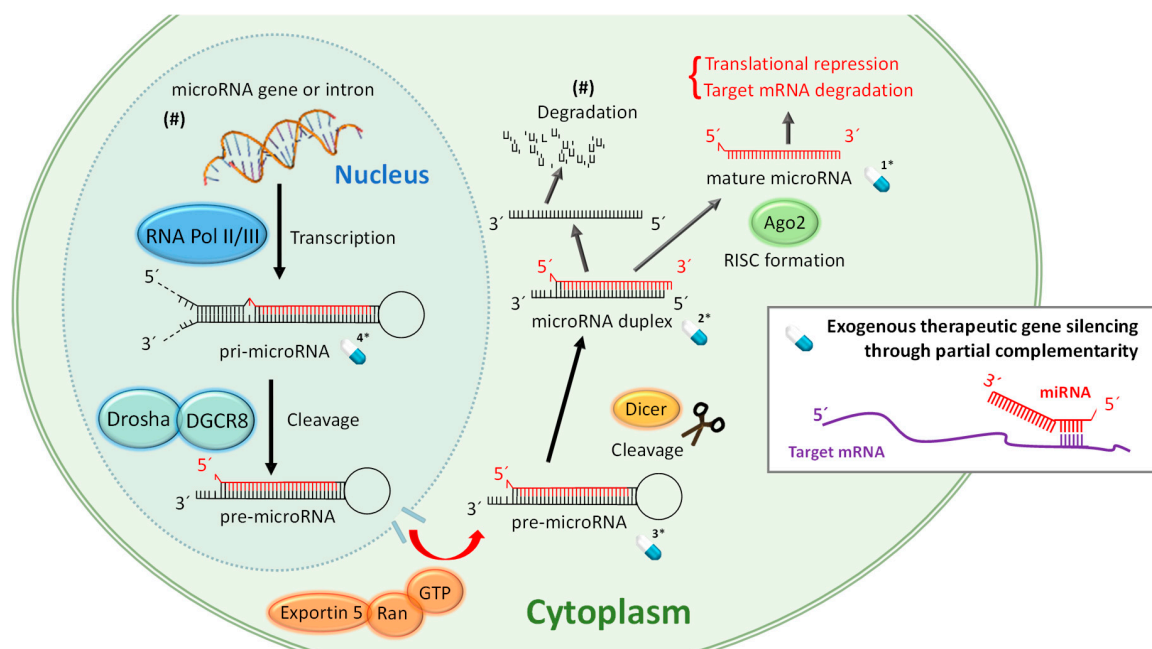 microRNA gene or intron
(#)
Nucleus
RNA Pol II/III
Transcription
5´
3´
pri-microRNA
4*
Drosha
DGCR8
Cleavage
5´
3´
pre-microRNA
Exportin 5
Ran
GTP
(#)
Degradation
3´
5´
5´
3´
3´
5´
microRNA duplex
2*
Dicer
Cleavage
5´
3´
pre-microRNA
3*
Translational repression
Target mRNA degradation
5´
3´
mature microRNA
1*
Ago2
RISC formation
Cytoplasm
Exogenous therapeutic gene silencing
through partial complementarity
3´
miRNA
5´
5´
Target mRNA